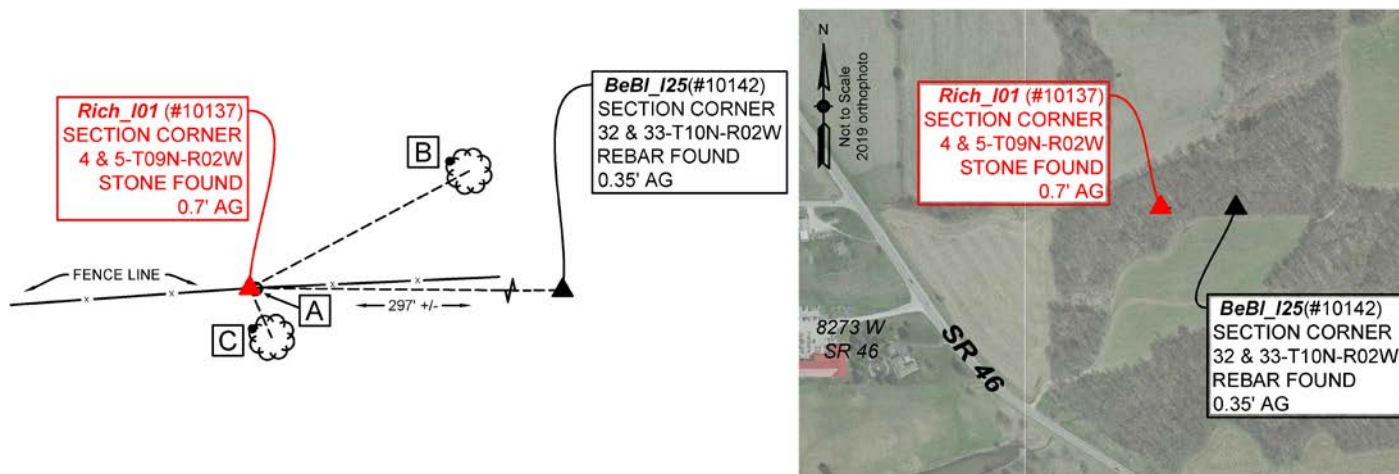 Rich_I01 (#10137)
SECTION CORNER
4 & 5-T09N-R02W
STONE FOUND
0.7' AG
B
BeBl_I25(#10142)
SECTION CORNER
32 & 33-T10N-R02W
REBAR FOUND
0.35' AG
FENCE LINE
x x x x
A
297' +/-
C
N
Not to Scale
2019 orthophoto
Rich_I01 (#10137)
SECTION CORNER
4 & 5-T09N-R02W
STONE FOUND
0.7' AG
8273 W
SR 46
SR 46
BeBl_I25(#10142)
SECTION CORNER
32 & 33-T10N-R02W
REBAR FOUND
0.35' AG